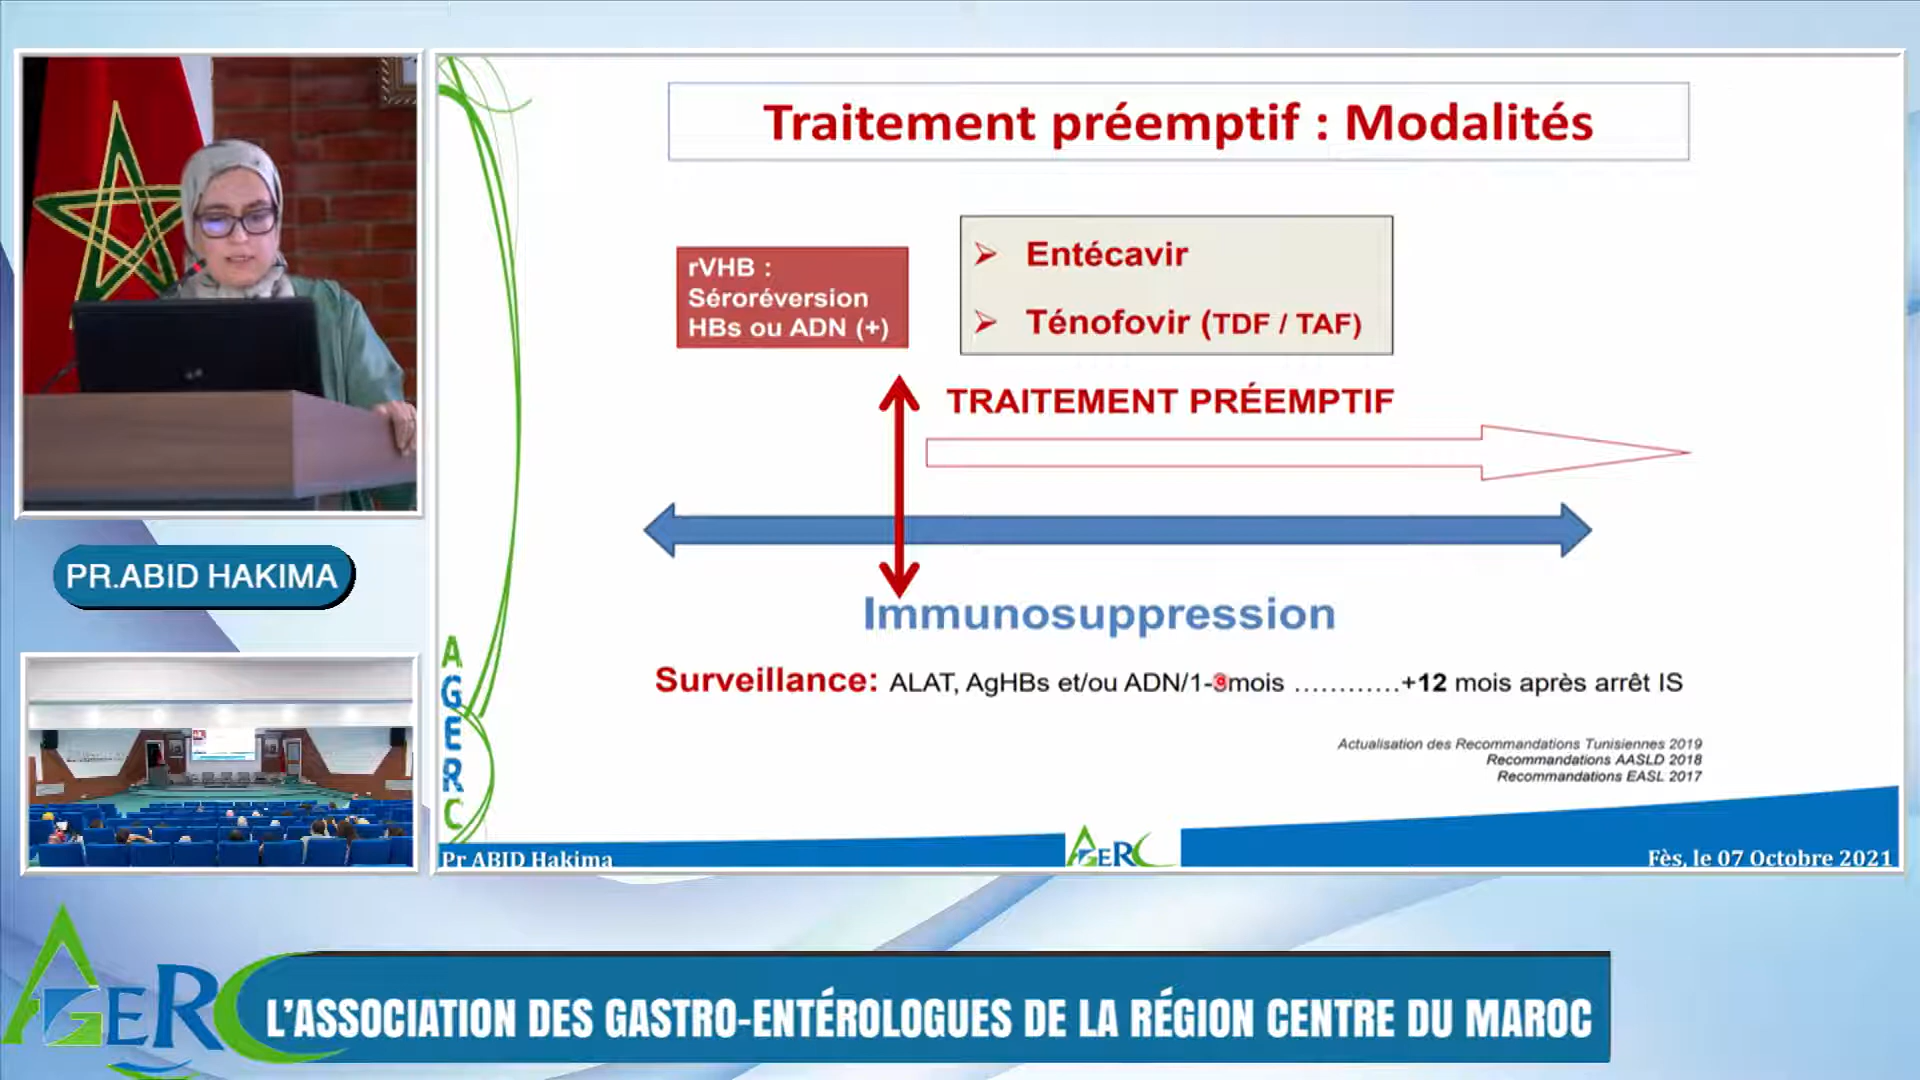 Traitement préemptif : Modalités
rVHB :
Séroréversion
HBs ou ADN (+)
Entécavir
Ténofovir (TDF / TAF)
TRAITEMENT PRÉEMPTIF
Immunosuppression
Surveillance: ALAT, AgHBs et/ou ADN/1-3mois ............+12 mois après arrêt IS
Actualisation des Recommandations Tunisiennes 2019
Recommandations AASLD 2018
Recommandations EASL 2017
AGERC
Pr ABID Hakima
AGERC
Fès, le 07 Octobre 2021
PR.ABID HAKIMA
AGERC
L'ASSOCIATION DES GASTRO-ENTÉROLOGUES DE LA RÉGION CENTRE DU MAROC